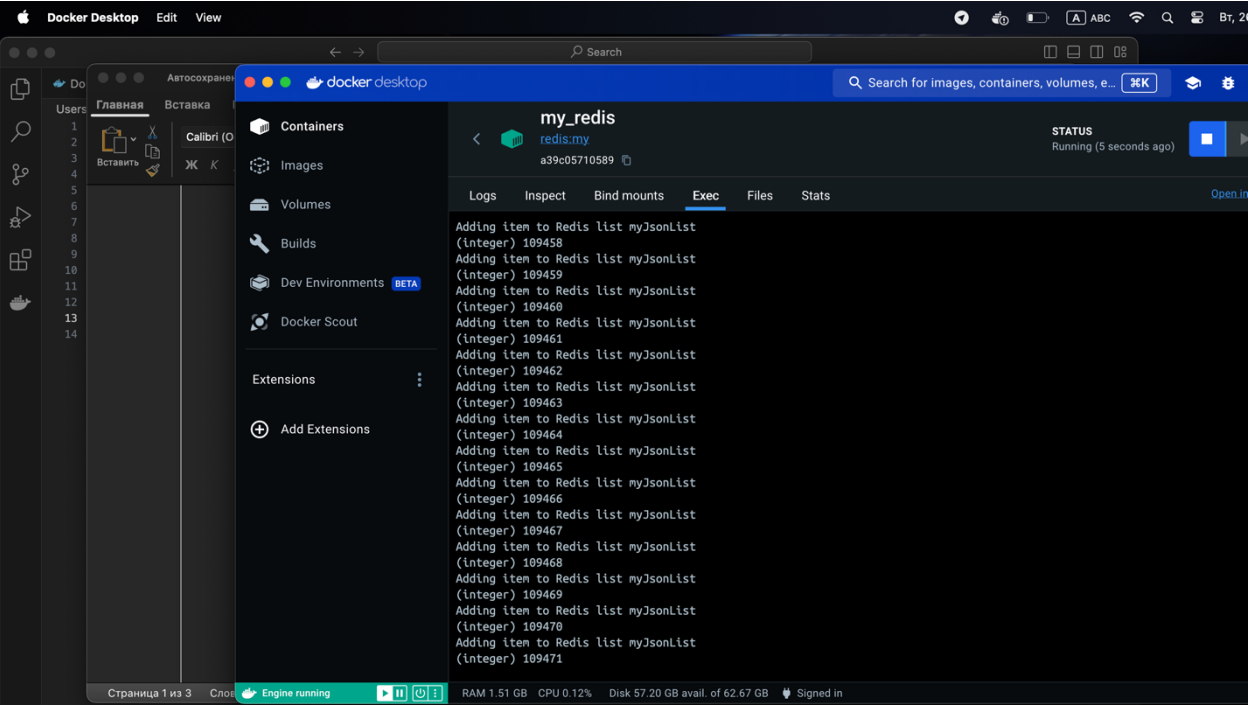 Docker Desktop Edit View
A ABC Вт, 2
Search
Do
Автосохранен
docker desktop
Search for images, containers, volumes, e... ⌘K
Users
Главная Вставка
Calibri (О
Вставить
Ж К
1
2
3
4
5
6
7
8
9
10
11
12
13
14
Containers
Images
Volumes
Builds
Dev Environments BETA
Docker Scout
Extensions
Add Extensions
my_redis
redis:my
a39c05710589
STATUS
Running (5 seconds ago)
Logs Inspect Bind mounts Exec Files Stats
Open in
Adding item to Redis list myJsonList
(integer) 109458
Adding item to Redis list myJsonList
(integer) 109459
Adding item to Redis list myJsonList
(integer) 109460
Adding item to Redis list myJsonList
(integer) 109461
Adding item to Redis list myJsonList
(integer) 109462
Adding item to Redis list myJsonList
(integer) 109463
Adding item to Redis list myJsonList
(integer) 109464
Adding item to Redis list myJsonList
(integer) 109465
Adding item to Redis list myJsonList
(integer) 109466
Adding item to Redis list myJsonList
(integer) 109467
Adding item to Redis list myJsonList
(integer) 109468
Adding item to Redis list myJsonList
(integer) 109469
Adding item to Redis list myJsonList
(integer) 109470
Adding item to Redis list myJsonList
(integer) 109471
Страница 1 из 3 Слов
Engine running
RAM 1.51 GB CPU 0.12% Disk 57.20 GB avail. of 62.67 GB Signed in